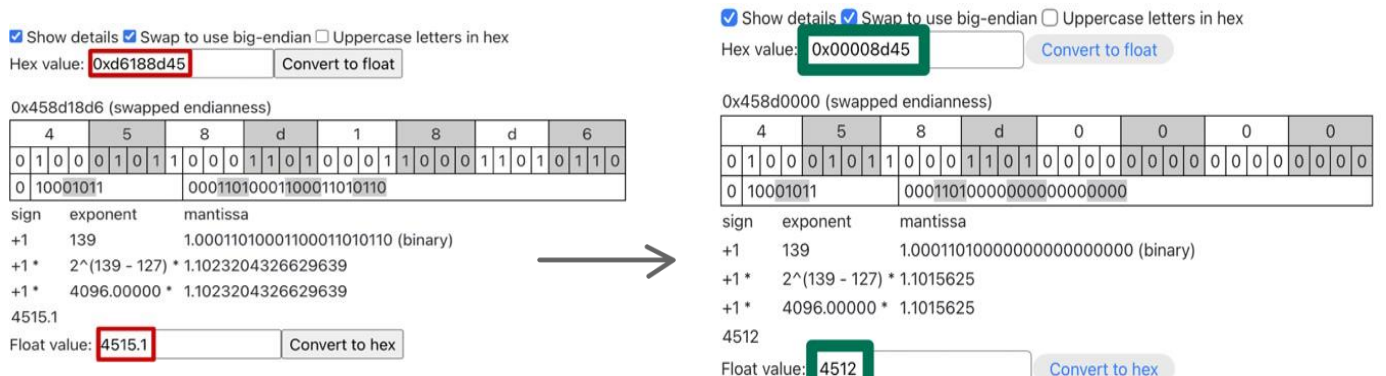 Show details Swap to use big-endian Uppercase letters in hex
Hex value: 0xd6188d45 Convert to float
0x458d18d6 (swapped endianness)
4 5 8 d 1 8 d 6
0 1 0 0 0 1 0 1 1 0 0 0 1 1 0 1 0 0 0 1 1 0 0 0 1 1 0 1 0 1 1 0
0 10001011 00011010001100011010110
sign exponent mantissa
+1 139 1.00011010001100011010110 (binary)
+1 * 2^(139 - 127) * 1.1023204326629639
+1 * 4096.00000 * 1.1023204326629639
4515.1
Float value: 4515.1 Convert to hex
Show details Swap to use big-endian Uppercase letters in hex
Hex value: 0x00008d45 Convert to float
0x458d0000 (swapped endianness)
4 5 8 d 0 0 0 0
0 1 0 0 0 1 0 1 1 0 0 0 1 1 0 1 0 0 0 0 0 0 0 0 0 0 0 0 0 0 0 0
0 10001011 00011010000000000000000
sign exponent mantissa
+1 139 1.00011010000000000000000 (binary)
+1 * 2^(139 - 127) * 1.1015625
+1 * 4096.00000 * 1.1015625
4512
Float value: 4512 Convert to hex